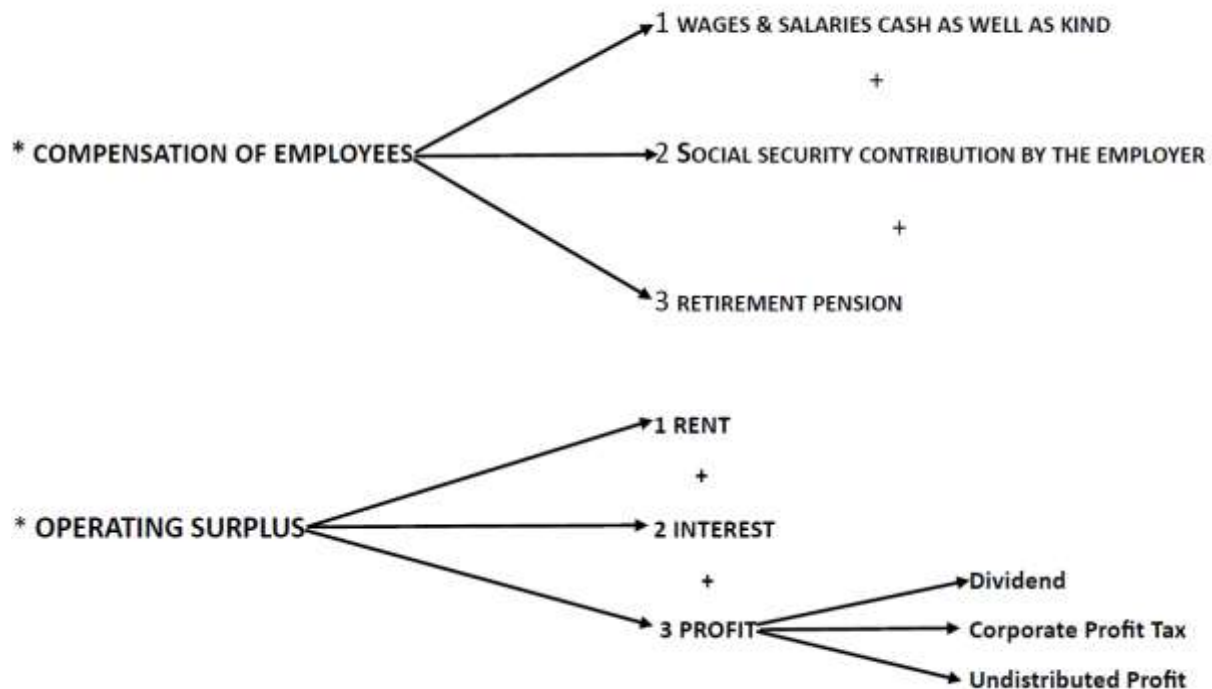 1 WAGES & SALARIES CASH AS WELL AS KIND
+
* COMPENSATION OF EMPLOYEES
2 SOCIAL SECURITY CONTRIBUTION BY THE EMPLOYER
+
3 RETIREMENT PENSION
1 RENT
+
* OPERATING SURPLUS
2 INTEREST
+
3 PROFIT
Dividend
Corporate Profit Tax
Undistributed Profit